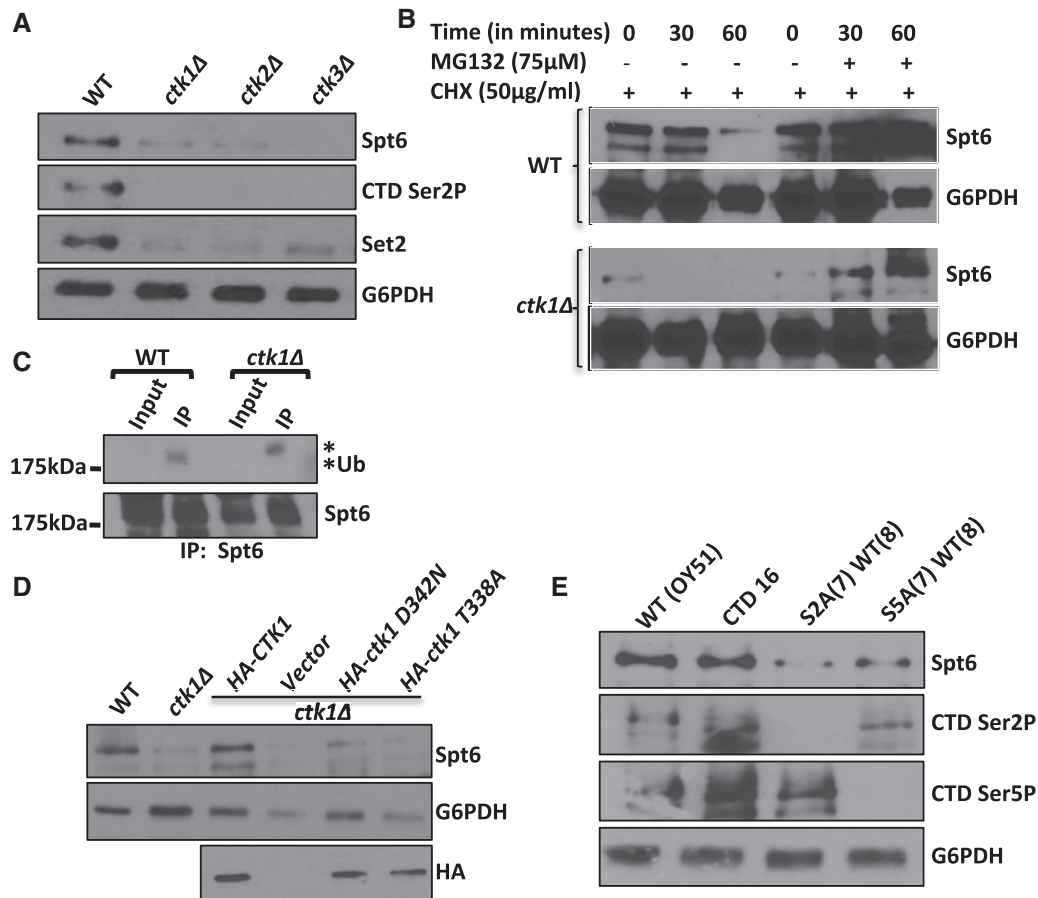 A
WT ctk1Δ ctk2Δ ctk3Δ
Spt6
CTD Ser2P
Set2
G6PDH
B
Time (in minutes) 0 30 60 0 30 60
MG132 (75µM) - - - - + +
CHX (50µg/ml) + + + + + +
WT
Spt6
G6PDH
ctk1Δ
Spt6
G6PDH
C
WT ctk1Δ
Input IP Input IP
175kDa
*
*Ub
175kDa
Spt6
IP: Spt6
D
WT ctk1Δ HA-CTK1 Vector HA-ctk1 D342N HA-ctk1 T338A
ctk1Δ
Spt6
G6PDH
HA
E
WT (OY51) CTD 16 S2A(7) WT(8) S5A(7) WT(8)
Spt6
CTD Ser2P
CTD Ser5P
G6PDH